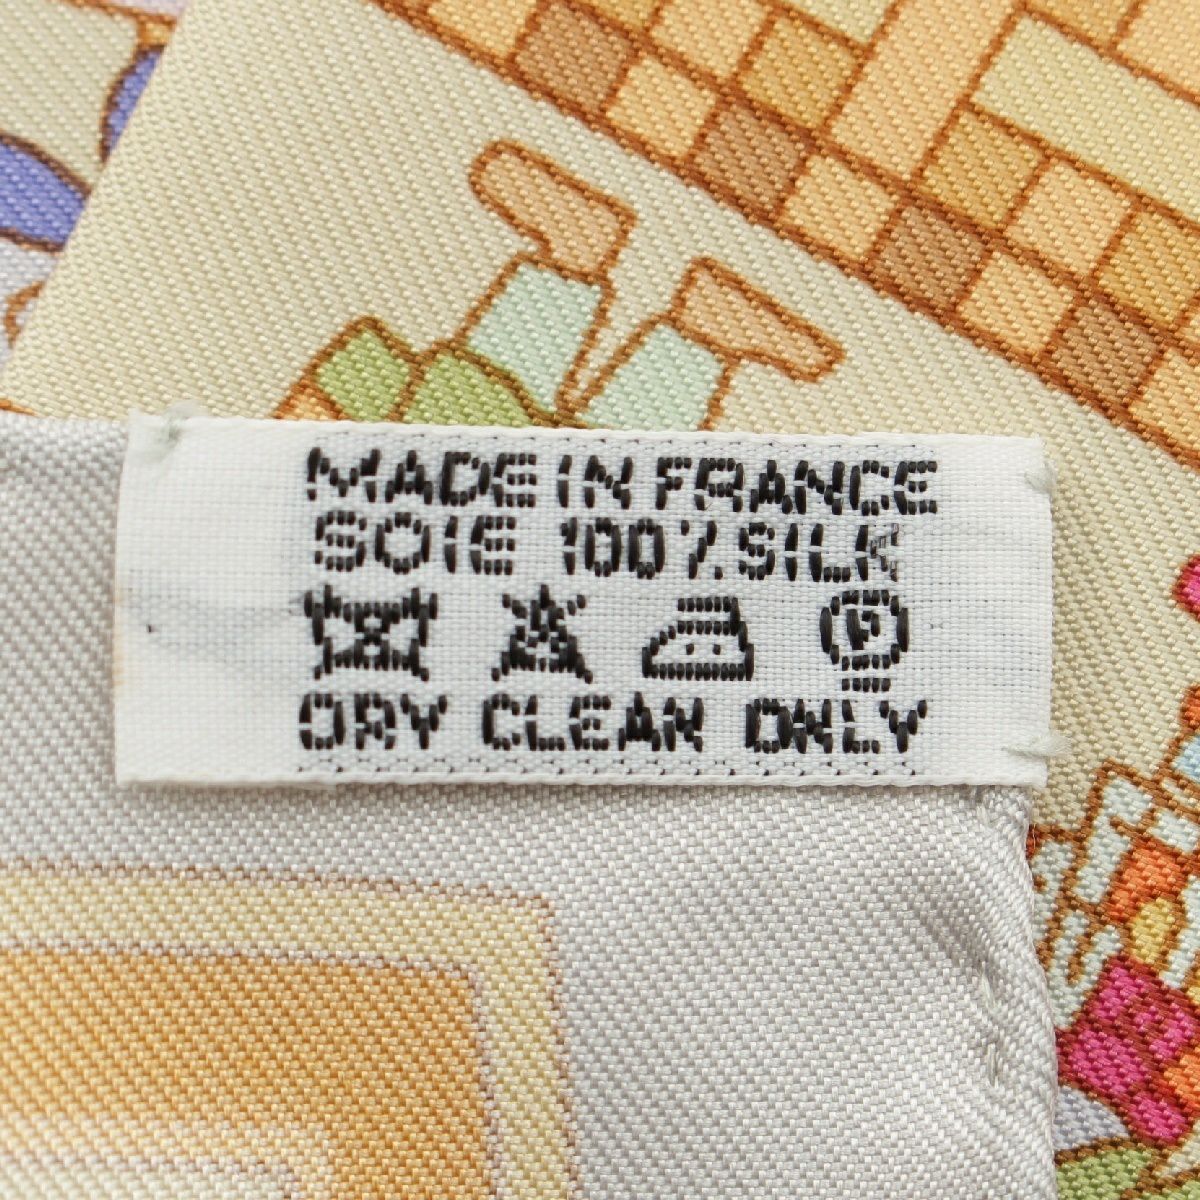 MADE IN FRANCE
SOIE 100% SILK
P
DRY CLEAN ONLY